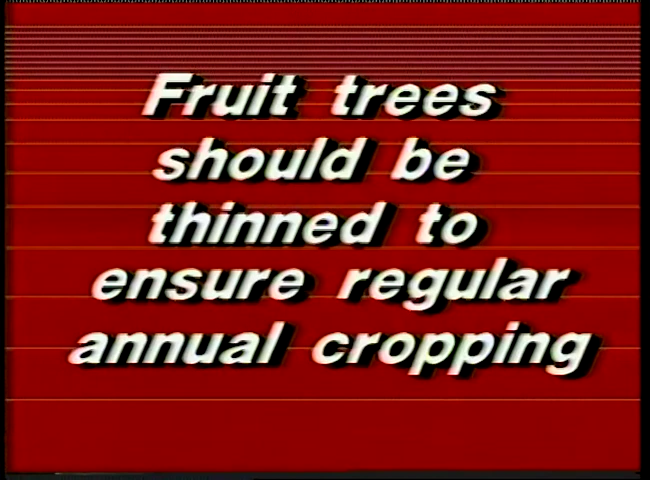 Fruit trees
should be
thinned to
ensure regular
annual cropping